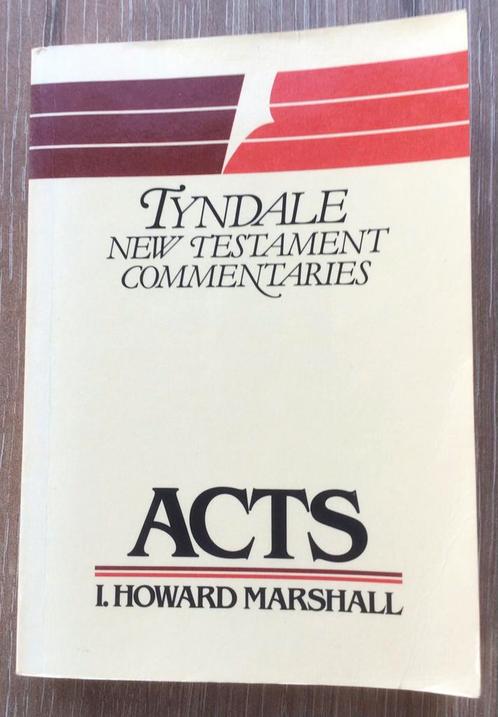 TYNDALE
NEW TESTAMENT
COMMENTARIES
ACTS
I. HOWARD MARSHALL